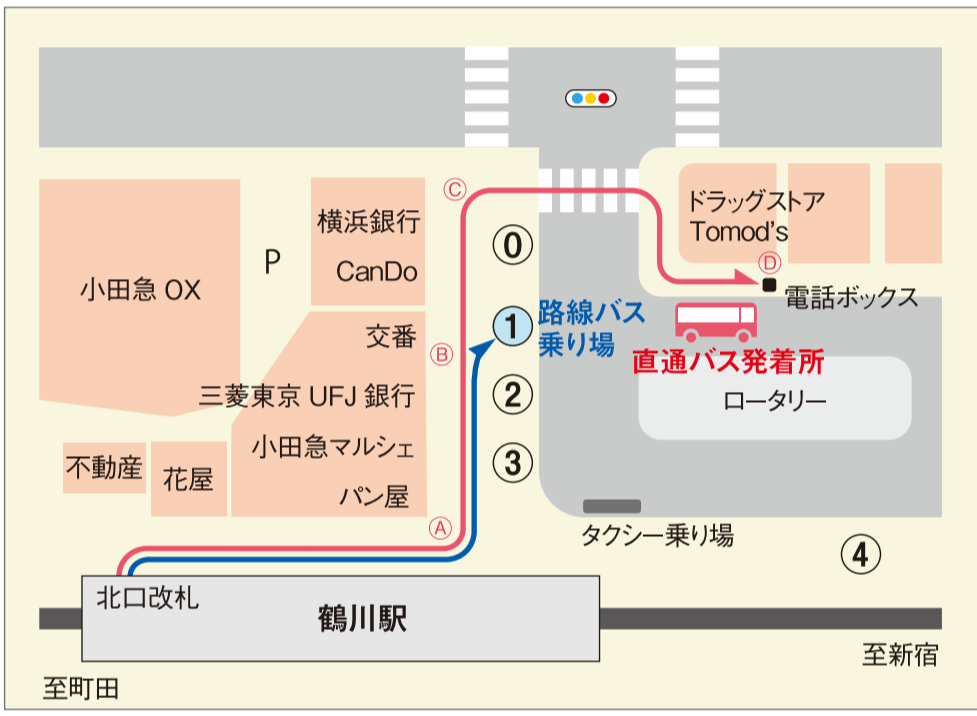 横浜銀行
CanDo
小田急 OX
P
Ⓒ
⓪
ドラッグストア
Tomod's
Ⓓ
電話ボックス
交番
Ⓑ
①
路線バス
乗り場
直通バス発着所
三菱東京 UFJ 銀行
②
ロータリー
小田急マルシェ
③
不動産
花屋
パン屋
Ⓐ
タクシー乗り場
④
北口改札
鶴川駅
至新宿
至町田